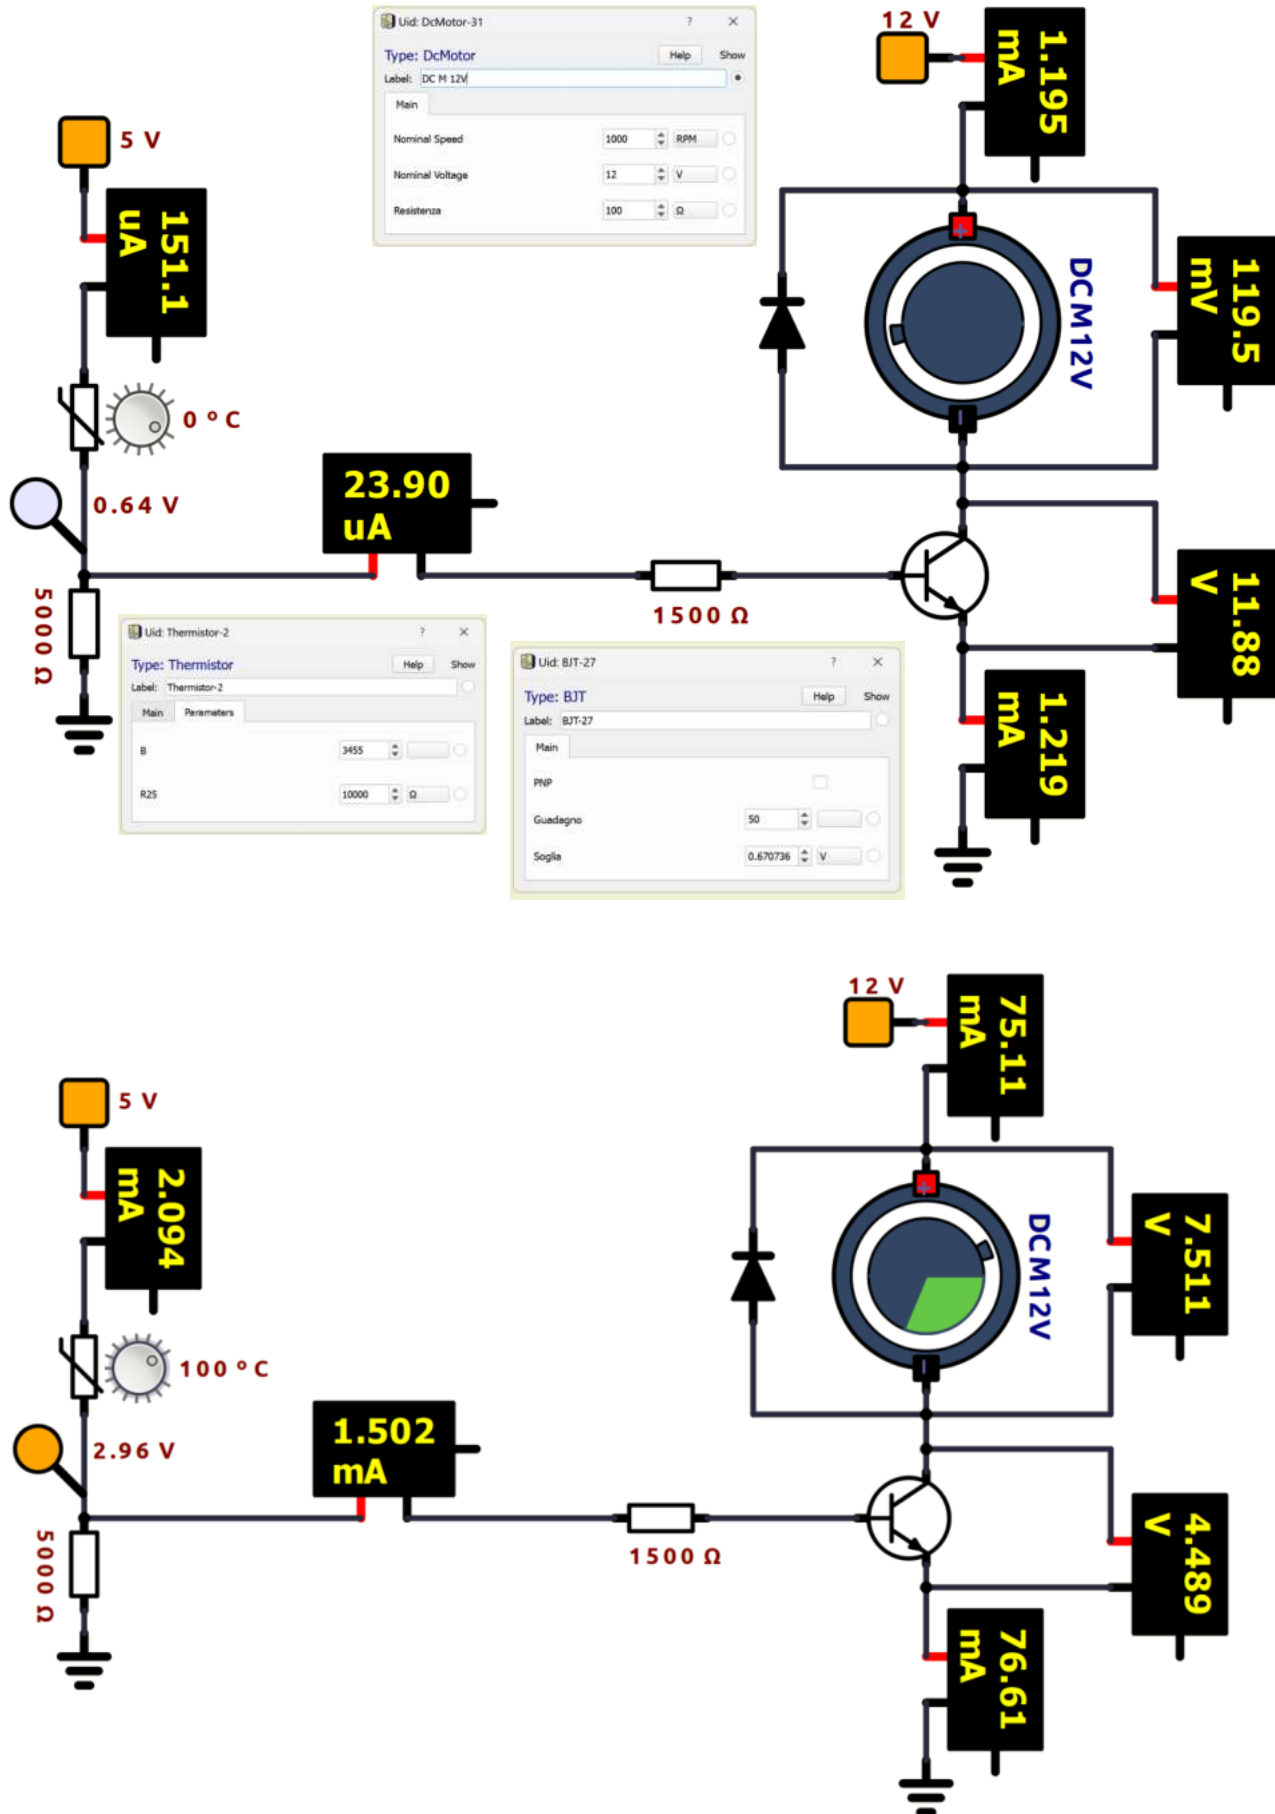 Uid: DcMotor-31 ? ×
Type: DcMotor Help Show
Label: DC M 12V
Main
Nominal Speed 1000 RPM
Nominal Voltage 12 V
Resistenza 100 Ω
12 V
1.195
mA
5 V
151.1
uA
DC M 12V
119.5
mV
0 º C
0.64 V
23.90
uA
5000 Ω
1500 Ω
11.88
V
Uid: Thermistor-2 ? ×
Type: Thermistor Help Show
Label: Thermistor-2
Main Parameters
B 3455
R25 10000 Ω
Uid: BJT-27 ? ×
Type: BJT Help Show
Label: BJT-27
Main
PNP
Guadagno 50
Soglia 0.670736 V
1.219
mA
12 V
75.11
mA
5 V
2.094
mA
DC M 12V
7.511
V
100 º C
2.96 V
1.502
mA
5000 Ω
1500 Ω
4.489
V
76.61
mA